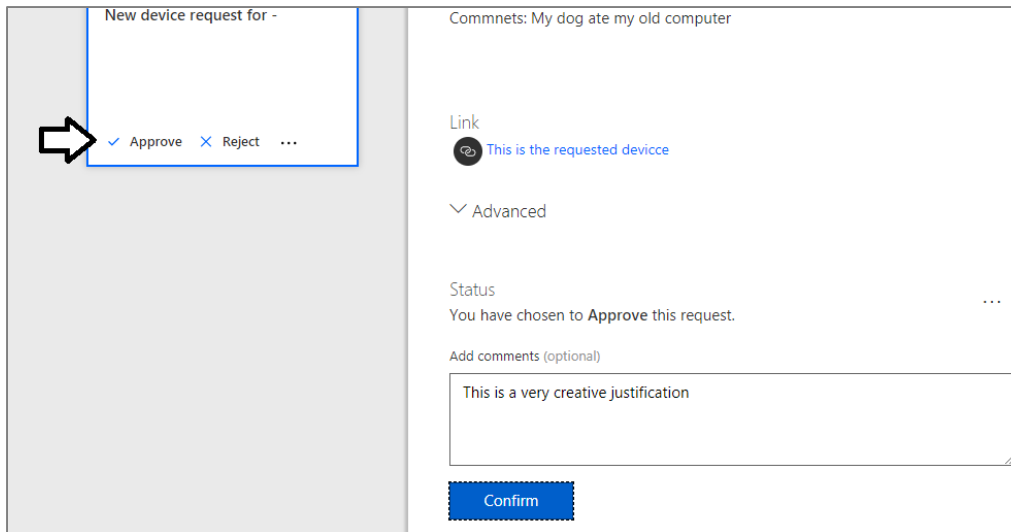 New device request for -
Approve Reject ...
Commnets: My dog ate my old computer
Link
This is the requested devicce
Advanced
Status
...
You have chosen to Approve this request.
Add comments (optional)
This is a very creative justification
Confirm